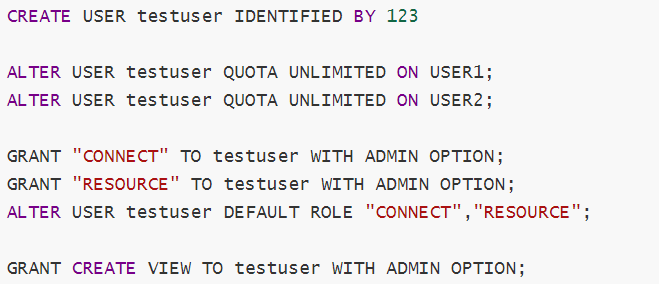 CREATE USER testuser IDENTIFIED BY 123
ALTER USER testuser QUOTA UNLIMITED ON USER1;
ALTER USER testuser QUOTA UNLIMITED ON USER2;
GRANT "CONNECT" TO testuser WITH ADMIN OPTION;
GRANT "RESOURCE" TO testuser WITH ADMIN OPTION;
ALTER USER testuser DEFAULT ROLE "CONNECT","RESOURCE";
GRANT CREATE VIEW TO testuser WITH ADMIN OPTION;